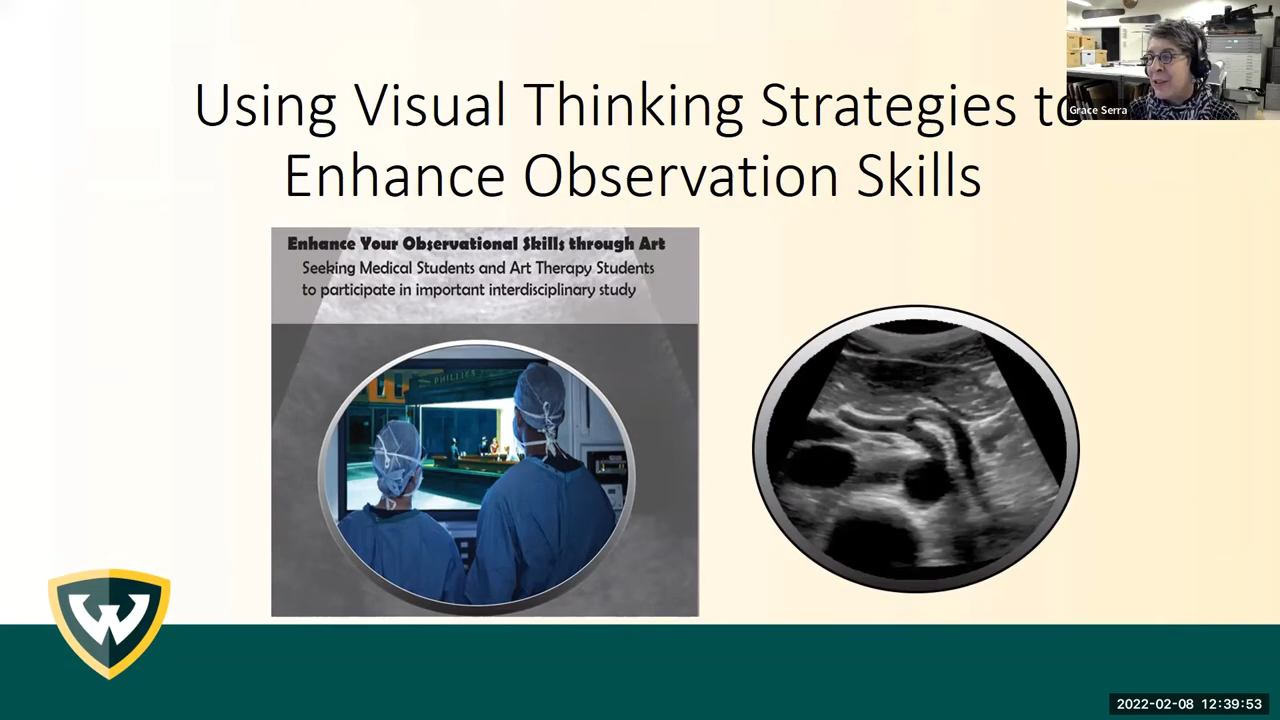 Using Visual Thinking Strategies to
Enhance Observation Skills
Grace Serra
Enhance Your Observational Skills through Art
Seeking Medical Students and Art Therapy Students
to participate in important interdisciplinary study
PHILLIES
W
2022-02-08 12:39:53